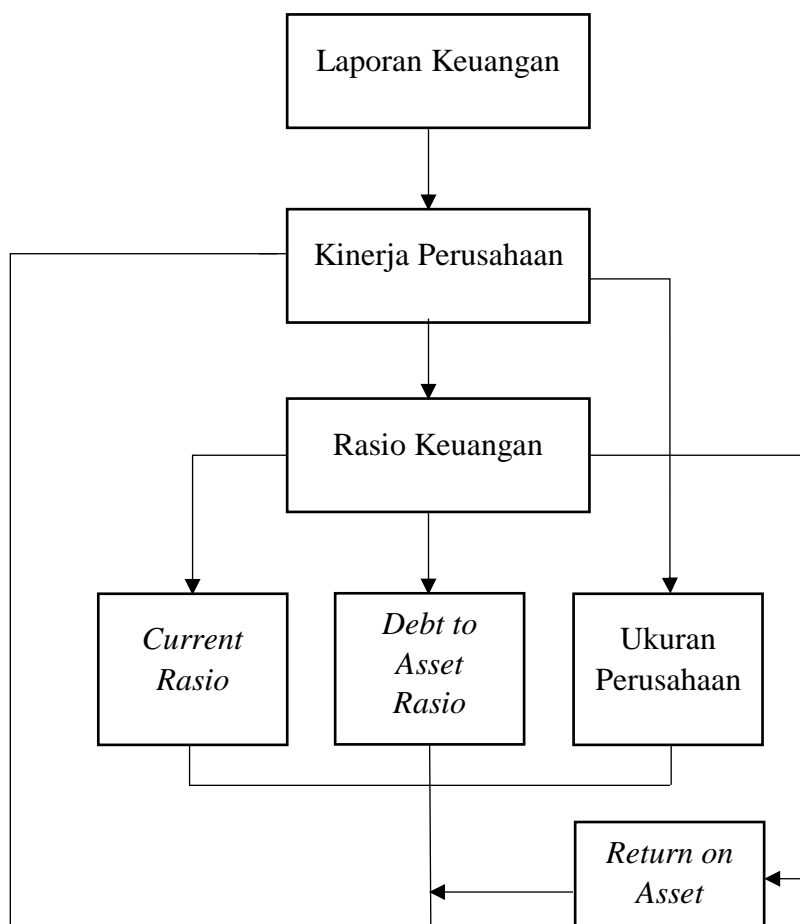 Laporan Keuangan
Kinerja Perusahaan
Rasio Keuangan
Current
Rasio
Debt to
Asset
Rasio
Ukuran
Perusahaan
Return on
Asset